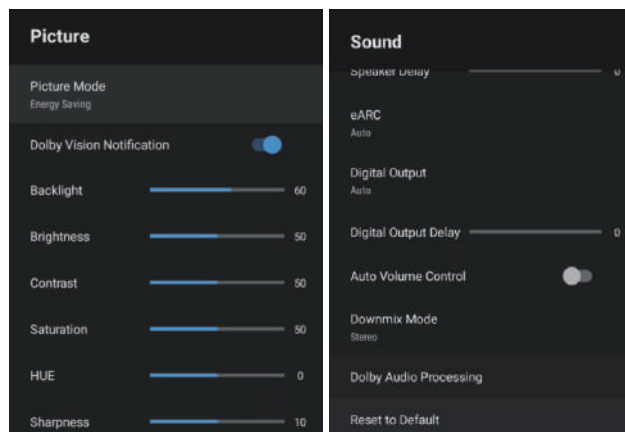 Picture
Picture Mode
Energy Saving
Dolby Vision Notification
Backlight 60
Brightness 50
Contrast 50
Saturation 50
HUE 0
Sharpness 10
Sound
Speaker Delay 0
eARC
Auto
Digital Output
Auto
Digital Output Delay 0
Auto Volume Control
Downmix Mode
Stereo
Dolby Audio Processing
Reset to Default